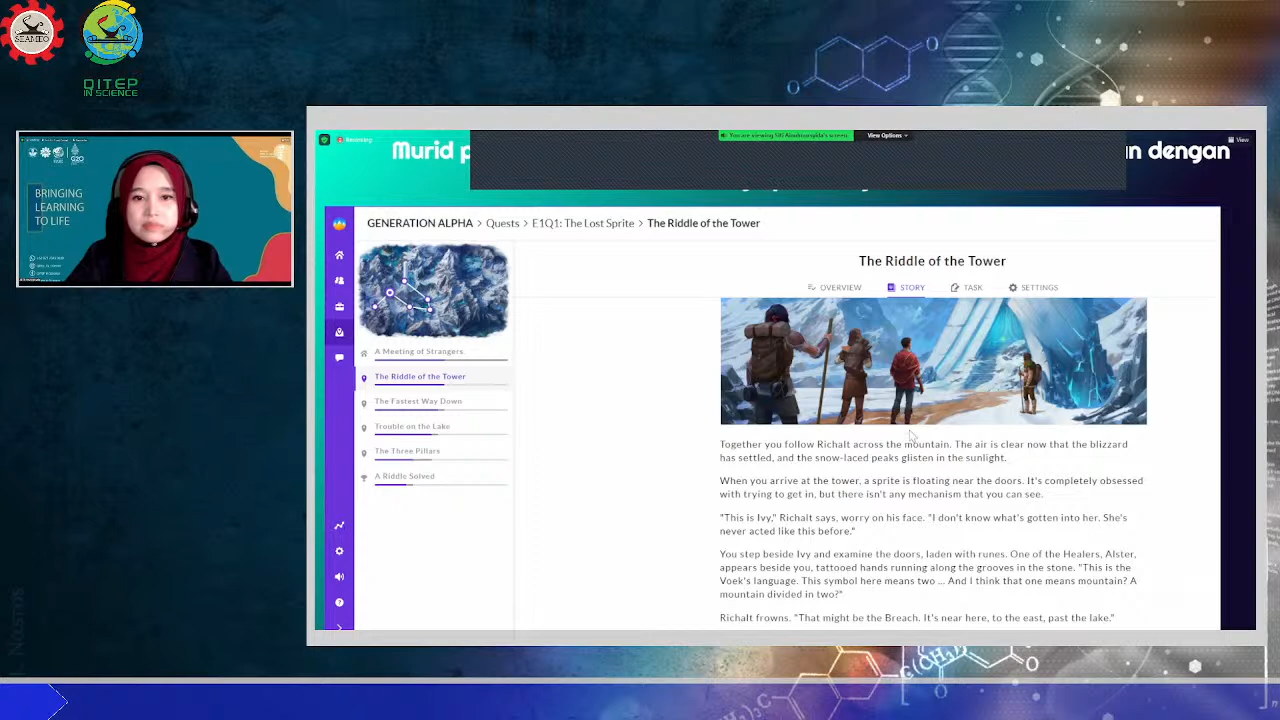 SEAMEO
QITEP
IN SCIENCE
BRINGING
LEARNING
TO LIFE
G20
Recording
You are viewing
screen
View Options
View
Murid p
an dengan
GENERATION ALPHA > Quests > E1Q1: The Lost Sprite > The Riddle of the Tower
The Riddle of the Tower
OVERVIEW STORY TASK SETTINGS
A Meeting of Strangers
The Riddle of the Tower
The Fastest Way Down
Trouble on the Lake
The Three Pillars
A Riddle Solved
Together you follow Richalt across the mountain. The air is clear now that the blizzard
has settled, and the snow-laced peaks glisten in the sunlight.
When you arrive at the tower, a sprite is floating near the doors. It's completely obsessed
with trying to get in, but there isn't any mechanism that you can see.
"This is Ivy," Richalt says, worry on his face. "I don't know what's gotten into her. She's
never acted like this before."
You step beside Ivy and examine the doors, laden with runes. One of the Healers, Alster,
appears beside you, tattooed hands running along the grooves in the stone. "This is the
Voek's language. This symbol here means two ... And I think that one means mountain? A
mountain divided in two?"
Richalt frowns. "That might be the Breach. It's near here, to the east, past the lake."
O
O
C(CH₃)
O
H₃C